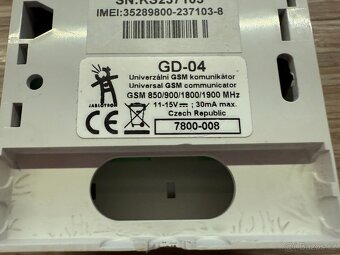 SN:KS237103
IMEI:35289800-237103-8
GD-04
Univerzální GSM komunikátor
Universal GSM communicator
JABLOTRON
GSM 850/900/1800/1900 MHz
11-15V⎓; 30mA max.
Czech Republic
CE
7800-008